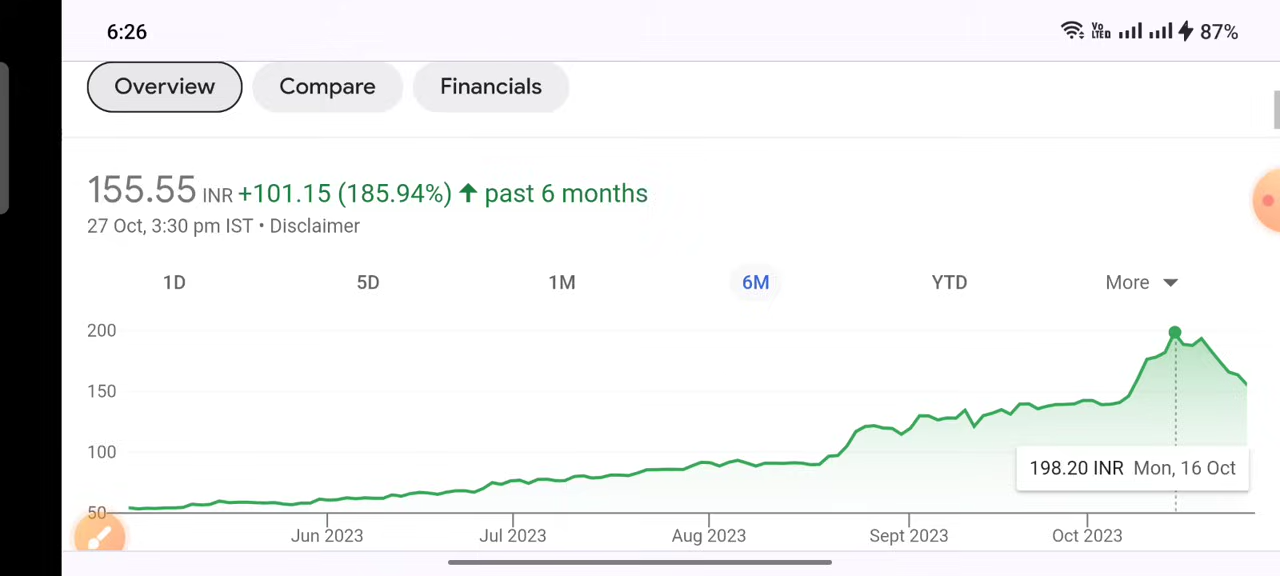 6:26 Vo LTED 87%
Overview Compare Financials
155.55 INR +101.15 (185.94%) ↑ past 6 months
27 Oct, 3:30 pm IST • Disclaimer
1D 5D 1M 6M YTD More
200
150
100
198.20 INR Mon, 16 Oct
50
Jun 2023 Jul 2023 Aug 2023 Sept 2023 Oct 2023